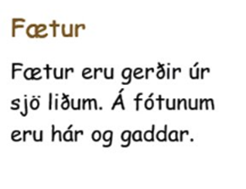 Fætur
Fætur eru gerðir úr
sjö liðum. Á fótunum
eru hár og gaddar.